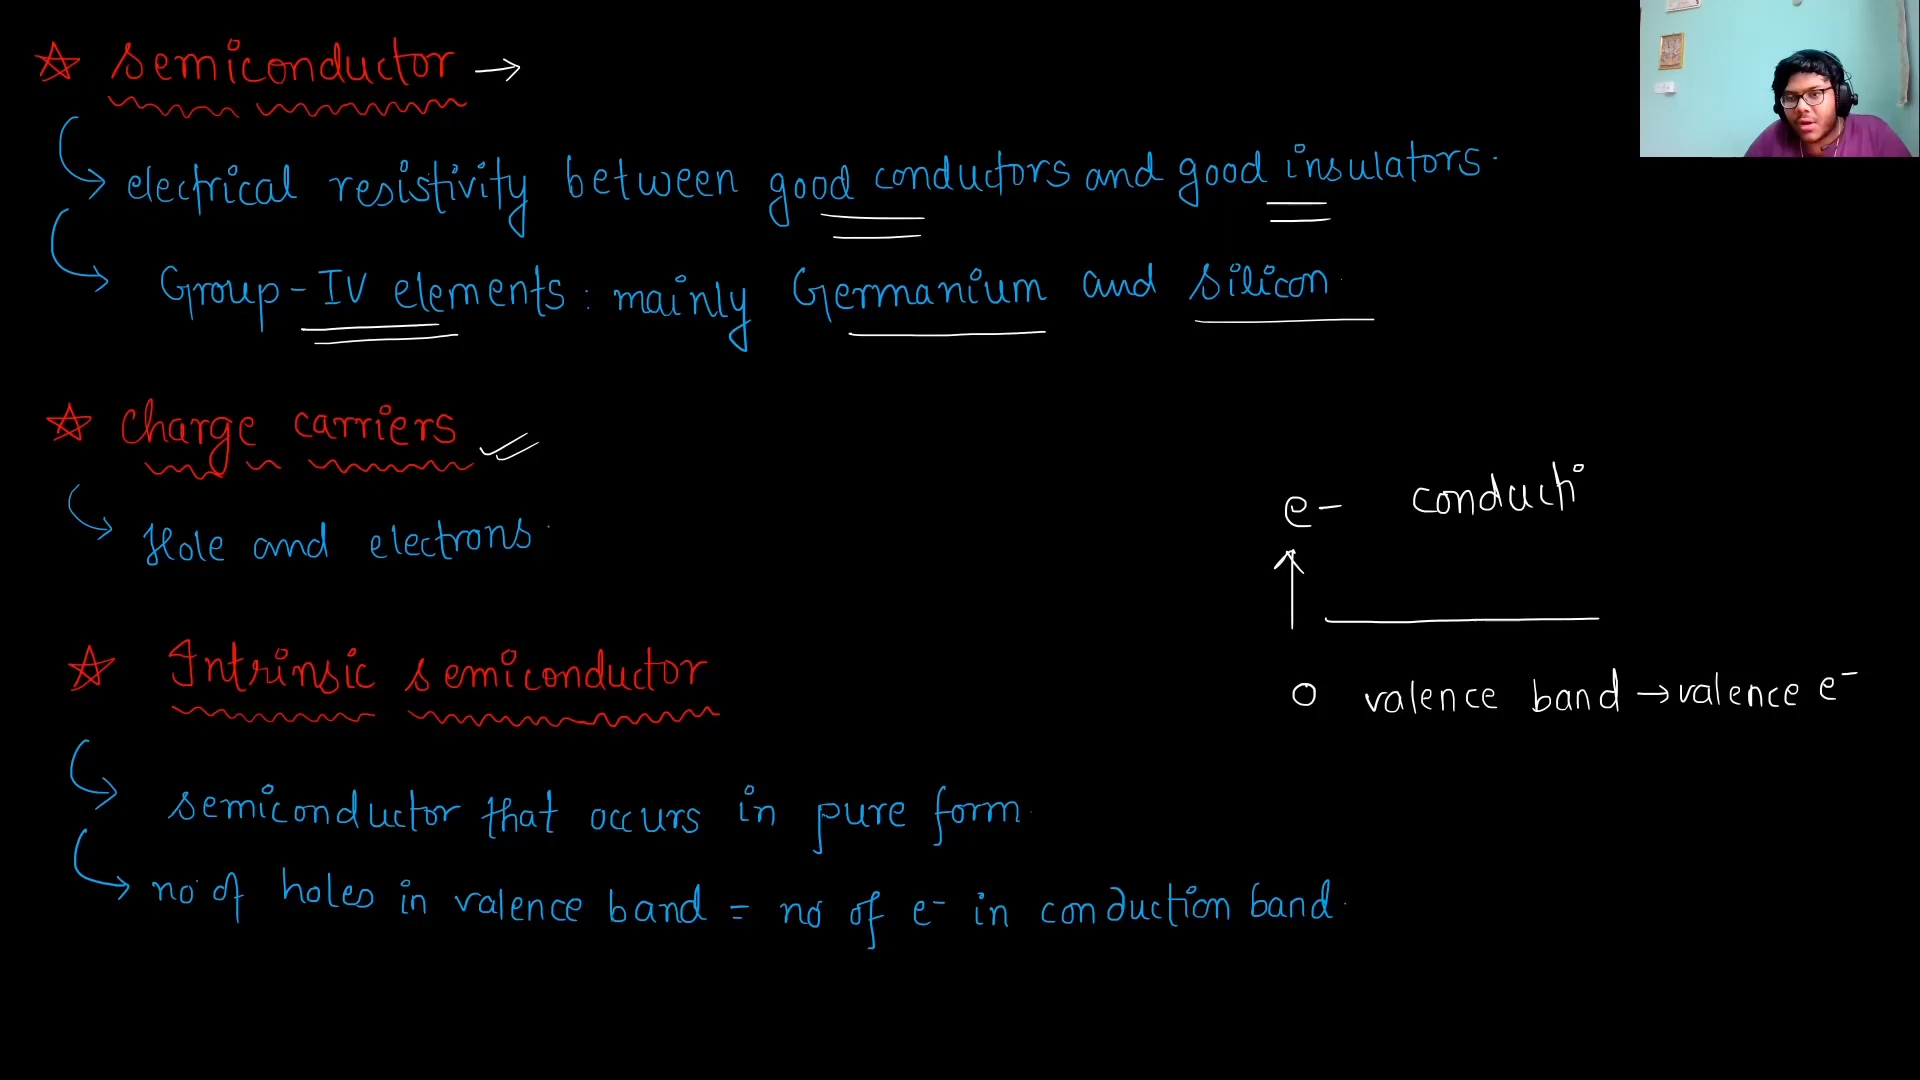 ☆ semiconductor →
electrical resistivity between good conductors and good insulators.
Group-IV elements: mainly Germanium and silicon.
☆ Charge carriers
Hole and electrons.
e- conducti
☆ Intrinsic semiconductor
O valence band → valence e⁻
semiconductor that occurs in pure form.
no of holes in valence band = no of e⁻ in conduction band.